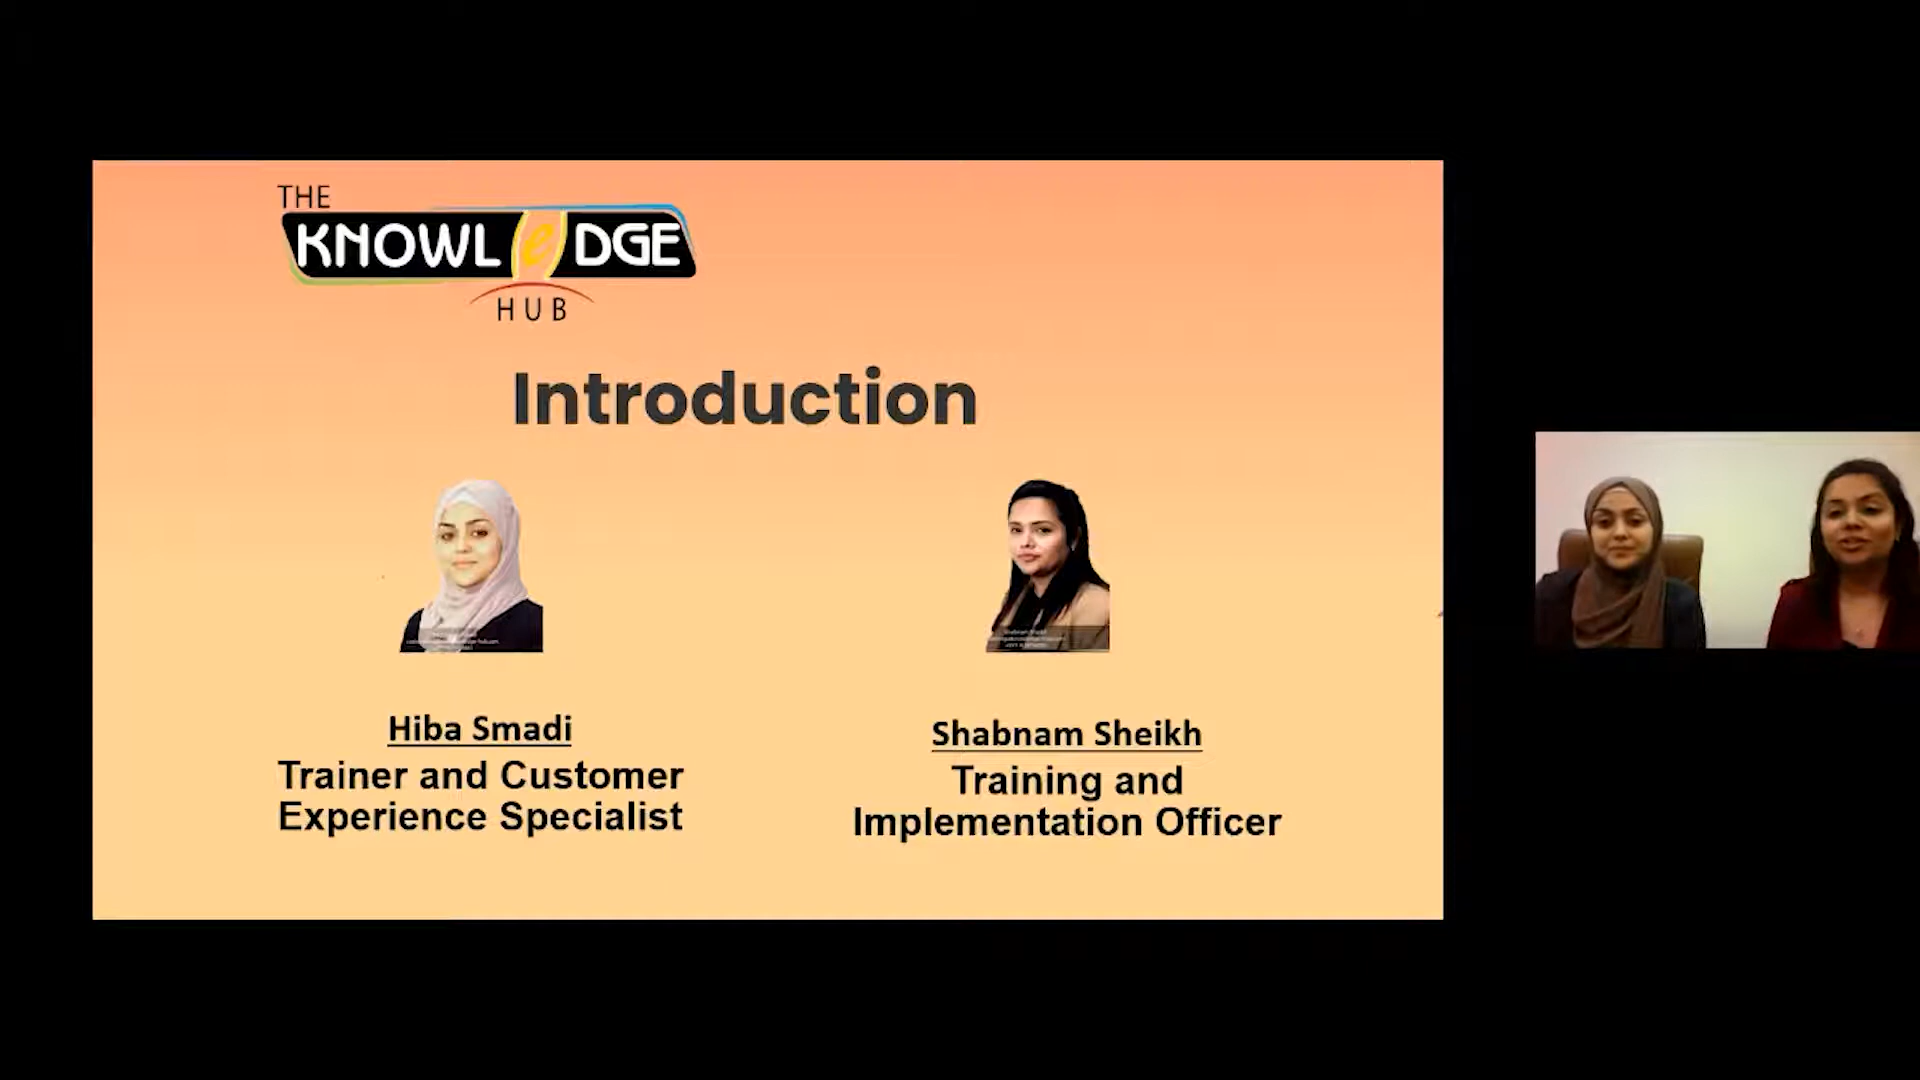 THE
KNOWLeDGE
HUB
Introduction
Hiba Smadi
Trainer and Customer
Experience Specialist
Shabnam Sheikh
Training and
Implementation Officer